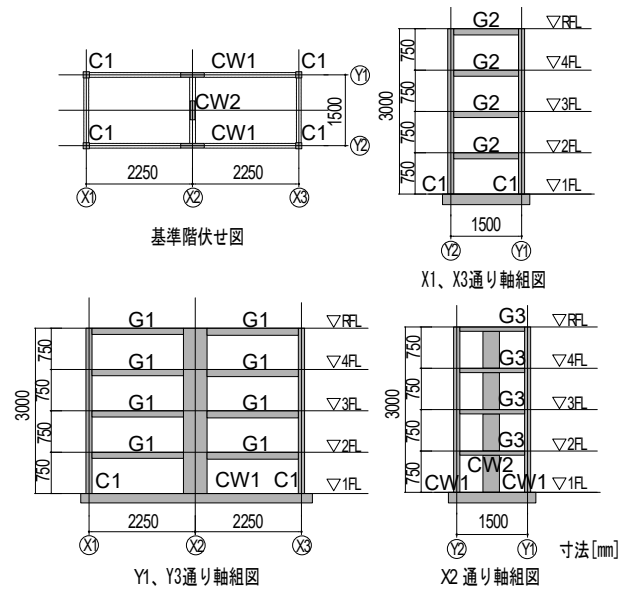 C1 CW1 C1 Y1
CW2
1500
C1 CW1 C1 Y2
2250 2250
X1 X2 X3
基準階伏せ図
G2 ▽RFL
750
G2 ▽4FL
750
3000
G2 ▽3FL
750
G2 ▽2FL
750
C1 C1 ▽1FL
1500
Y2 Y1
X1、X3通り軸組図
G1 G1 ▽RFL
750
G1 G1 ▽4FL
750
3000
G1 G1 ▽3FL
750
G1 G1 ▽2FL
750
C1 CW1 C1 ▽1FL
2250 2250
X1 X2 X3
Y1、Y3通り軸組図
G3 ▽RFL
750
G3 ▽4FL
750
3000
G3 ▽3FL
750
G3 ▽2FL
750
CW2
CW1 CW1 ▽1FL
1500
Y2 Y1
X2 通り軸組図
寸法[mm]